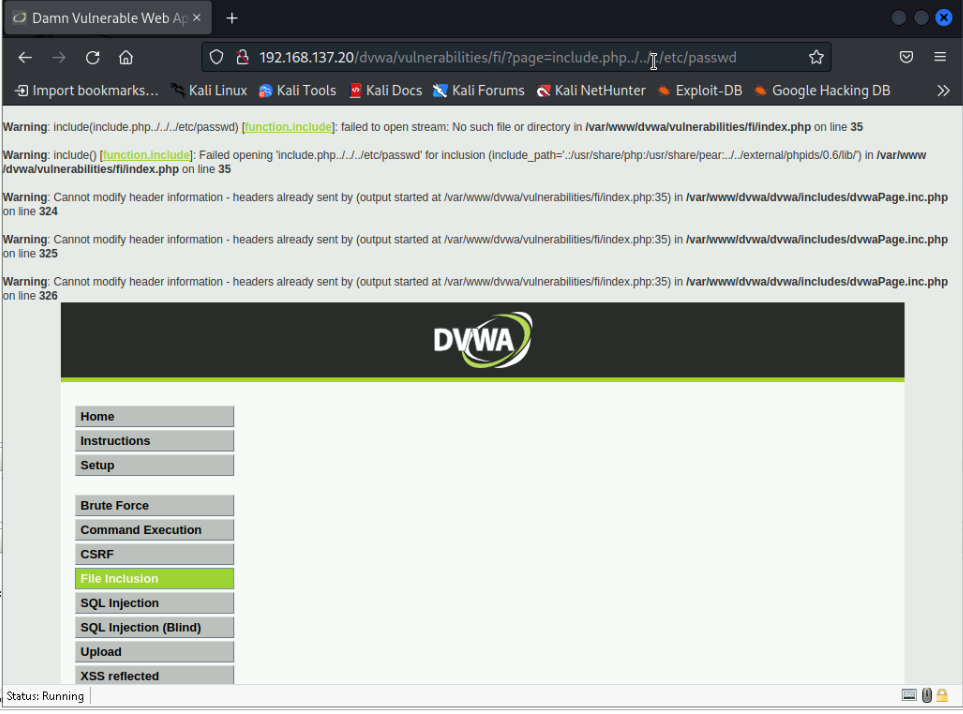 Damn Vulnerable Web Ap
192.168.137.20/dvwa/vulnerabilities/fi/?page=include.php../../../etc/passwd
Import bookmarks... Kali Linux Kali Tools Kali Docs Kali Forums Kali NetHunter Exploit-DB Google Hacking DB
Warning: include(include.php../../../etc/passwd) [function.include]: failed to open stream: No such file or directory in /var/www/dvwa/vulnerabilities/fi/index.php on line 35
Warning: include() [function.include]: Failed opening 'include.php../../../etc/passwd' for inclusion (include_path='.:/usr/share/php:/usr/share/pear:../../external/phpids/0.6/lib/') in /var/www
/dvwa/vulnerabilities/fi/index.php on line 35
Warning: Cannot modify header information - headers already sent by (output started at /var/www/dvwa/vulnerabilities/fi/index.php:35) in /var/www/dvwa/dvwa/includes/dvwaPage.inc.php
on line 324
Warning: Cannot modify header information - headers already sent by (output started at /var/www/dvwa/vulnerabilities/fi/index.php:35) in /var/www/dvwa/dvwa/includes/dvwaPage.inc.php
on line 325
Warning: Cannot modify header information - headers already sent by (output started at /var/www/dvwa/vulnerabilities/fi/index.php:35) in /var/www/dvwa/dvwa/includes/dvwaPage.inc.php
on line 326
DVWA
Home
Instructions
Setup
Brute Force
Command Execution
CSRF
File Inclusion
SQL Injection
SQL Injection (Blind)
Upload
XSS reflected
Status: Running